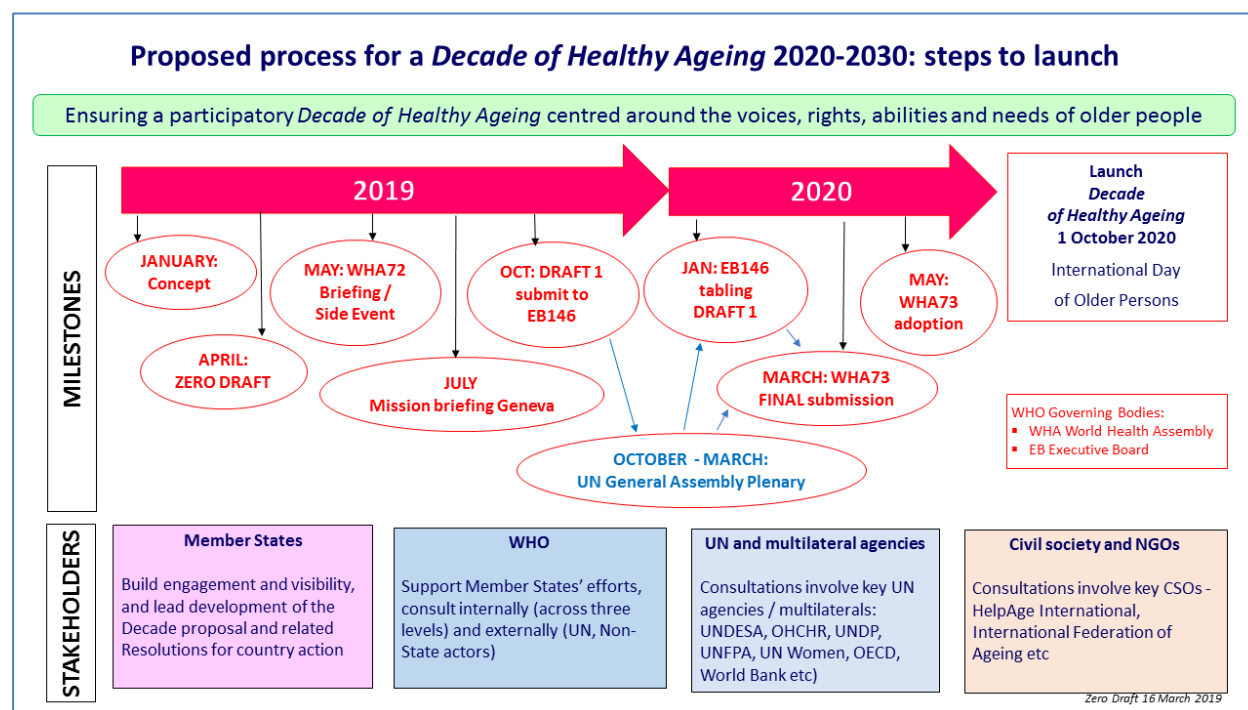 Proposed process for a Decade of Healthy Ageing 2020-2030: steps to launch
Ensuring a participatory Decade of Healthy Ageing centred around the voices, rights, abilities and needs of older people
MILESTONES
2019
2020
JANUARY:
Concept
APRIL:
ZERO DRAFT
MAY: WHA72
Briefing /
Side Event
JULY
Mission briefing Geneva
OCT: DRAFT 1
submit to
EB146
OCTOBER - MARCH:
UN General Assembly Plenary
JAN: EB146
tabling
DRAFT 1
MARCH: WHA73
FINAL submission
MAY:
WHA73
adoption
Launch
Decade
of Healthy Ageing
1 October 2020
International Day
of Older Persons
WHO Governing Bodies:
▪ WHA World Health Assembly
▪ EB Executive Board
STAKEHOLDERS
Member States
Build engagement and visibility,
and lead development of the
Decade proposal and related
Resolutions for country action
WHO
Support Member States’ efforts,
consult internally (across three
levels) and externally (UN, Non-
State actors)
UN and multilateral agencies
Consultations involve key UN
agencies / multilaterals:
UNDESA, OHCHR, UNDP,
UNFPA, UN Women, OECD,
World Bank etc)
Civil society and NGOs
Consultations involve key CSOs -
HelpAge International,
International Federation of
Ageing etc
Zero Draft 16 March 2019